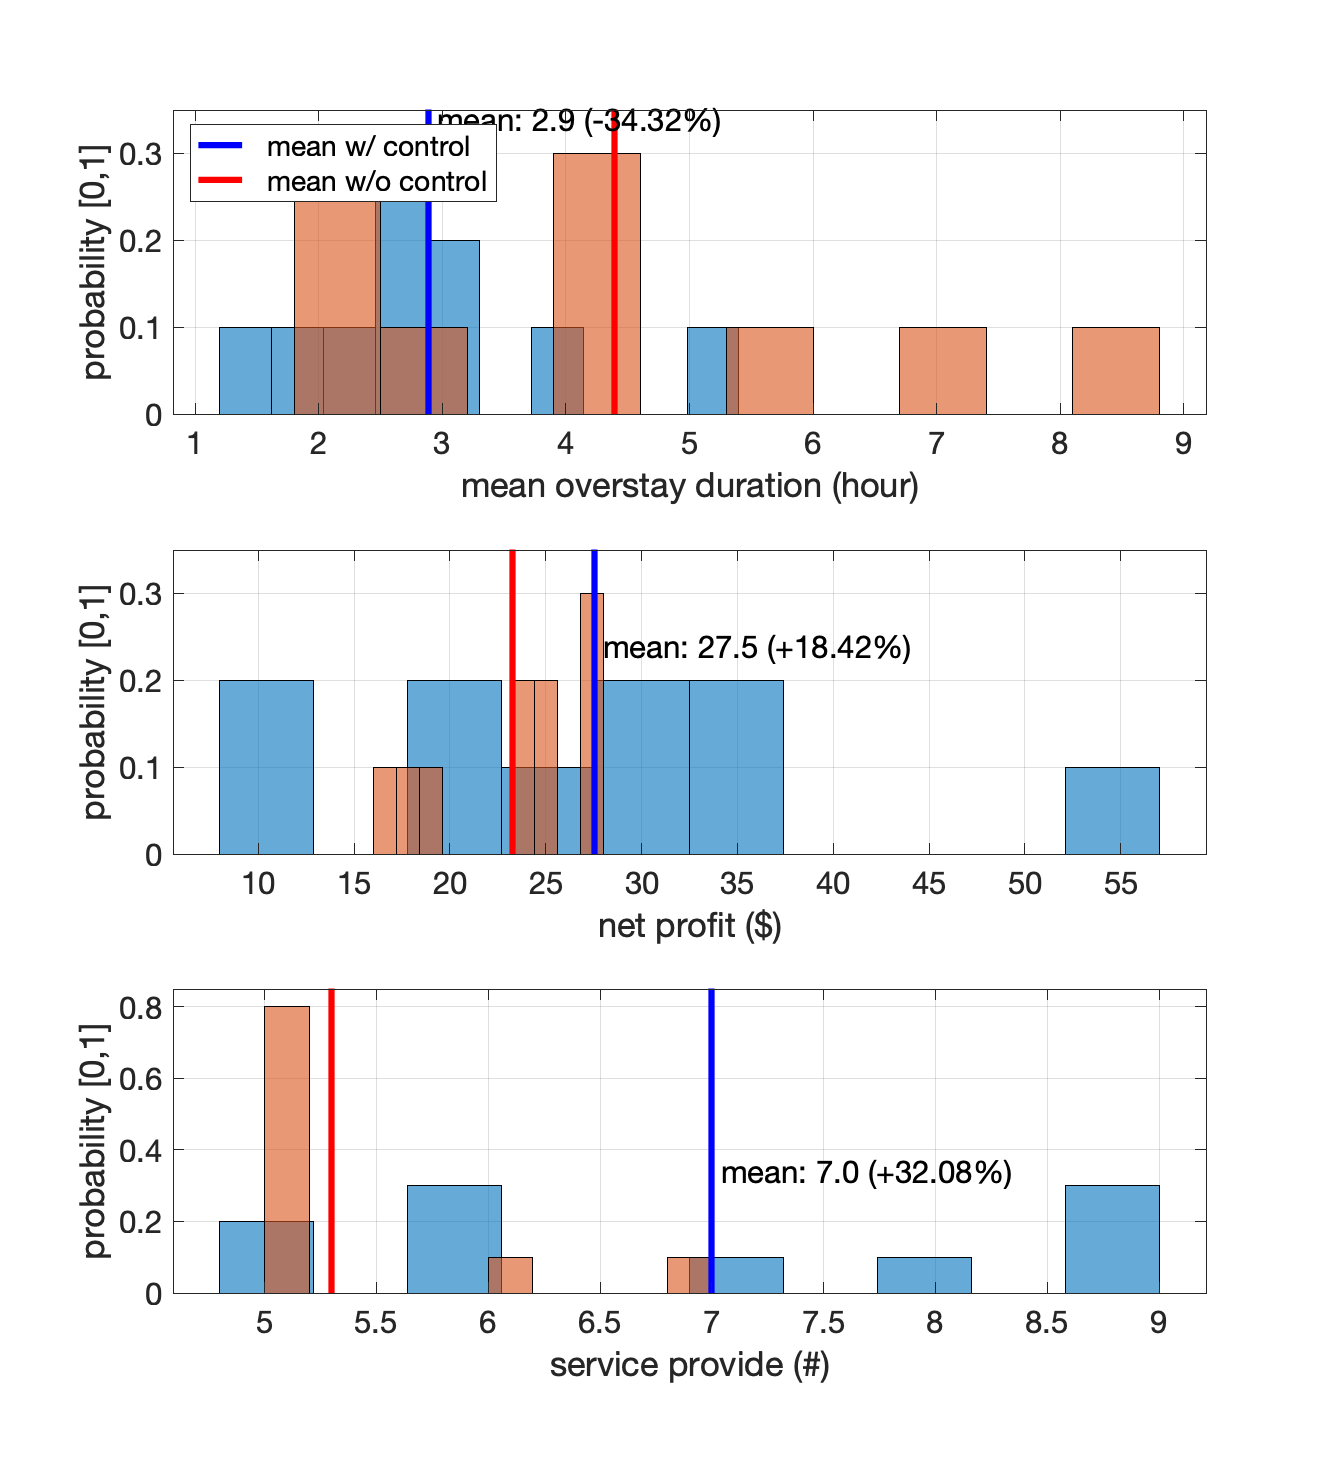 mean: 2.9 (-34.32%)
mean w/ control
mean w/o control
probability [0,1]
0.3
0.2
0.1
0
1 2 3 4 5 6 7 8 9
mean overstay duration (hour)
probability [0,1]
0.3
0.2
0.1
0
mean: 27.5 (+18.42%)
10 15 20 25 30 35 40 45 50 55
net profit ($)
probability [0,1]
0.8
0.6
0.4
0.2
0
mean: 7.0 (+32.08%)
5 5.5 6 6.5 7 7.5 8 8.5 9
service provide (#)